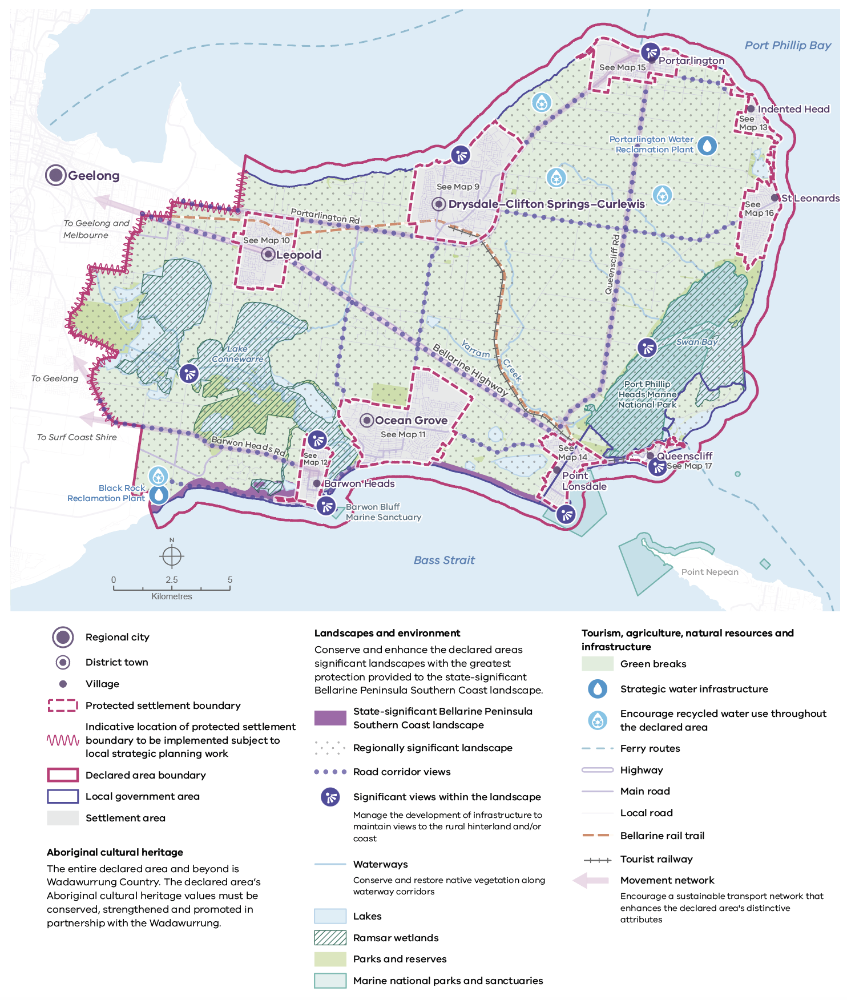 Port Phillip Bay
Portarlington
See Map 15
Indented Head
See
Map 13
Portarlington Water
Reclamation Plant
Geelong
See Map 9
Drysdale–Clifton Springs–Curlewis
St Leonards
See
Map 16
To Geelong and
Melbourne
Portarlington Rd
See Map 10
Leopold
Queenscliff Rd
Lake
Connewarre
Yarram
Creek
Bellarine Highway
Swan Bay
To Geelong
Port Phillip
Heads Marine
National Park
Ocean Grove
See Map 11
To Surf Coast Shire
Barwon Heads Rd
See
Map 12
See
Map 14
Queenscliff
See Map 17
Point
Lonsdale
Barwon Heads
Black Rock
Reclamation Plant
Barwon Bluff
Marine Sanctuary
N
Bass Strait
Point Nepean
0 2.5 5
Kilometres
Regional city
District town
Village
Protected settlement boundary
Indicative location of protected settlement
boundary to be implemented subject to
local strategic planning work
Declared area boundary
Local government area
Settlement area
Aboriginal cultural heritage
The entire declared area and beyond is
Wadawurrung Country. The declared area’s
Aboriginal cultural heritage values must be
conserved, strengthened and promoted in
partnership with the Wadawurrung.
Landscapes and environment
Conserve and enhance the declared areas
significant landscapes with the greatest
protection provided to the state-significant
Bellarine Peninsula Southern Coast landscape.
State-significant Bellarine Peninsula
Southern Coast landscape
Regionally significant landscape
Road corridor views
Significant views within the landscape
Manage the development of infrastructure to
maintain views to the rural hinterland and/or
coast
Waterways
Conserve and restore native vegetation along
waterway corridors
Lakes
Ramsar wetlands
Parks and reserves
Marine national parks and sanctuaries
Tourism, agriculture, natural resources and
infrastructure
Green breaks
Strategic water infrastructure
Encourage recycled water use throughout
the declared area
Ferry routes
Highway
Main road
Local road
Bellarine rail trail
Tourist railway
Movement network
Encourage a sustainable transport network that
enhances the declared area's distinctive
attributes